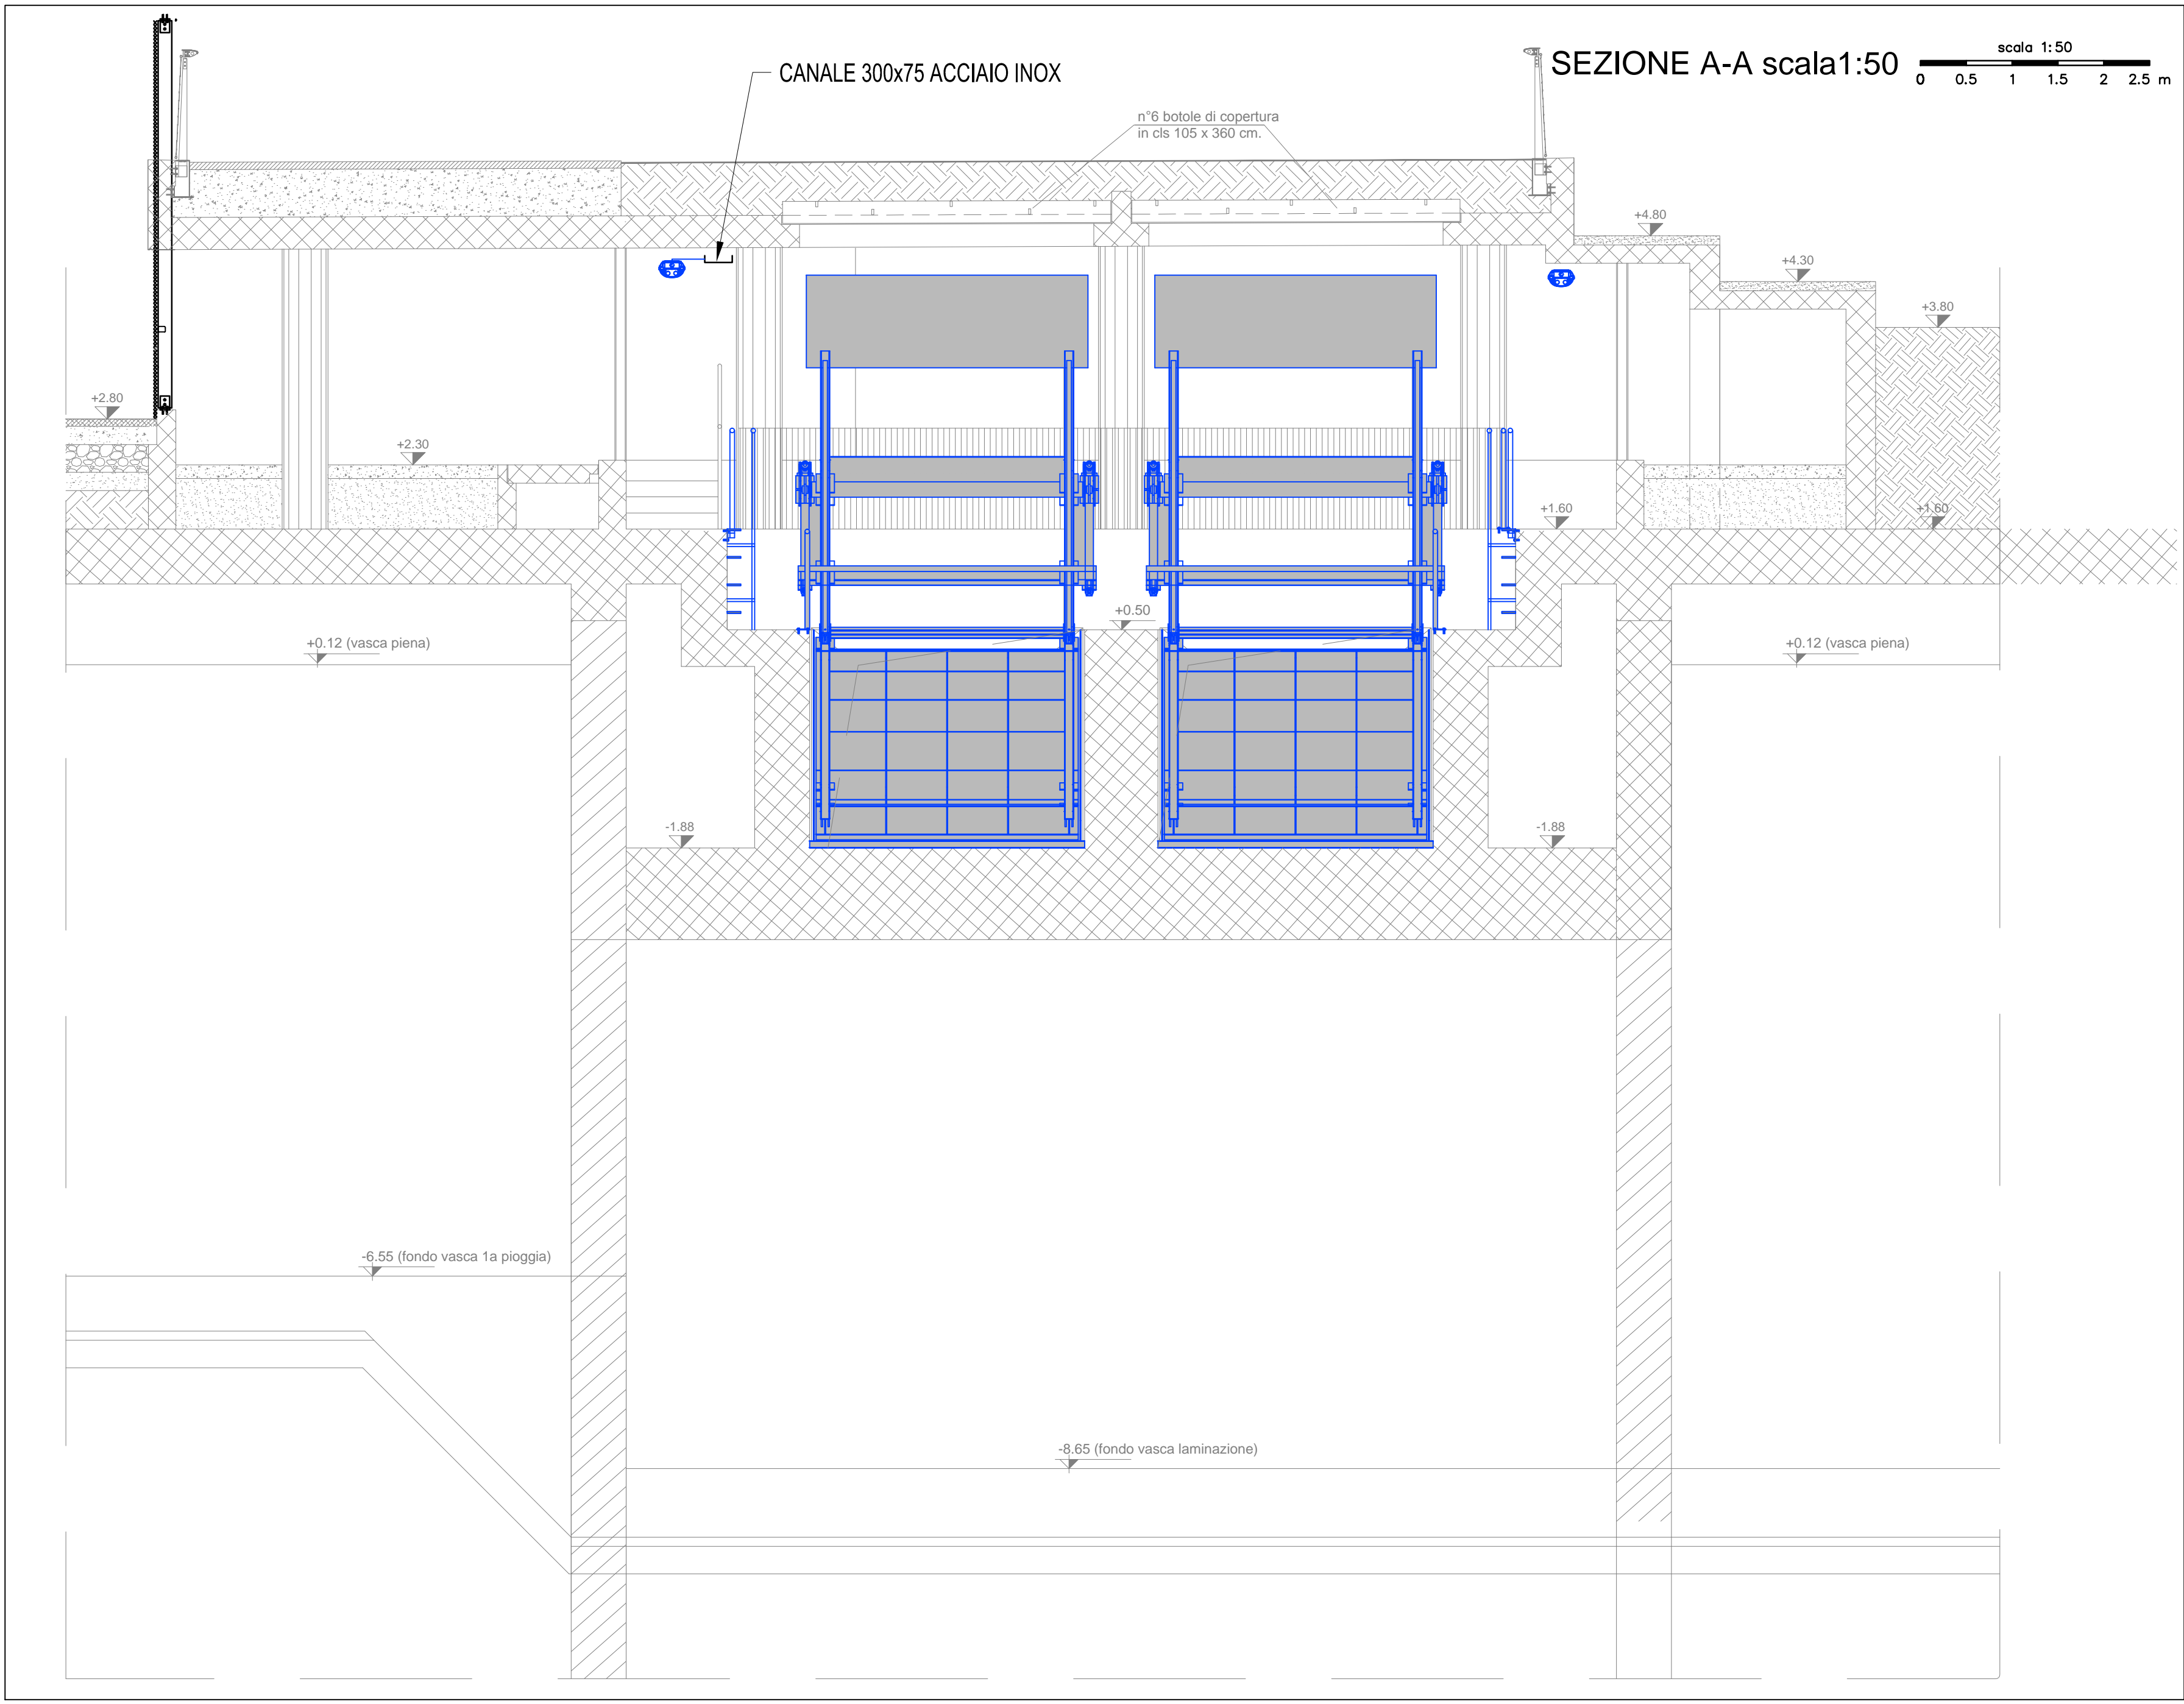 CANALE 300x75 ACCIAIO INOX
SEZIONE A-A scala1:50
scala 1:50
0 0.5 1 1.5 2 2.5 m
n°6 botole di copertura
in cls 105 x 360 cm.
+4.80
+4.30
+3.80
+2.80
+2.30
+1.60
+1.60
+0.50
+0.12 (vasca piena)
+0.12 (vasca piena)
-1.88
-1.88
-6.55 (fondo vasca 1a pioggia)
-8.65 (fondo vasca laminazione)